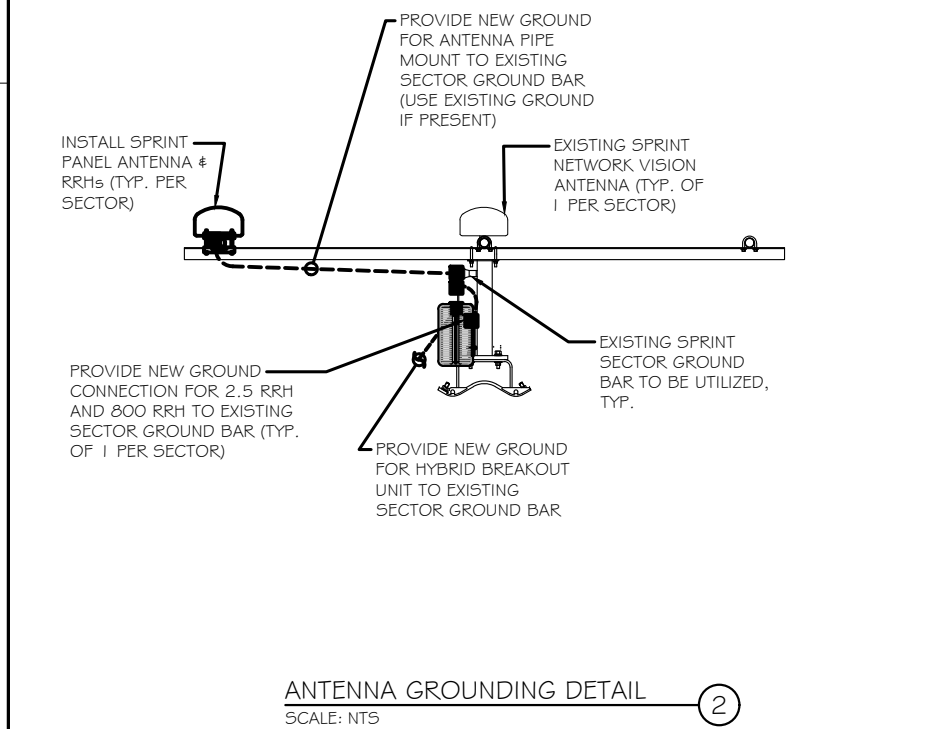 PROVIDE NEW GROUND
FOR ANTENNA PIPE
MOUNT TO EXISTING
SECTOR GROUND BAR
(USE EXISTING GROUND
IF PRESENT)
INSTALL SPRINT
PANEL ANTENNA &
RRHs (TYP. PER
SECTOR)
EXISTING SPRINT
NETWORK VISION
ANTENNA (TYP. OF
1 PER SECTOR)
EXISTING SPRINT
SECTOR GROUND
BAR TO BE UTILIZED,
TYP.
PROVIDE NEW GROUND
CONNECTION FOR 2.5 RRH
AND 800 RRH TO EXISTING
SECTOR GROUND BAR (TYP.
OF 1 PER SECTOR)
PROVIDE NEW GROUND
FOR HYBRID BREAKOUT
UNIT TO EXISTING
SECTOR GROUND BAR
ANTENNA GROUNDING DETAIL
SCALE: NTS
2